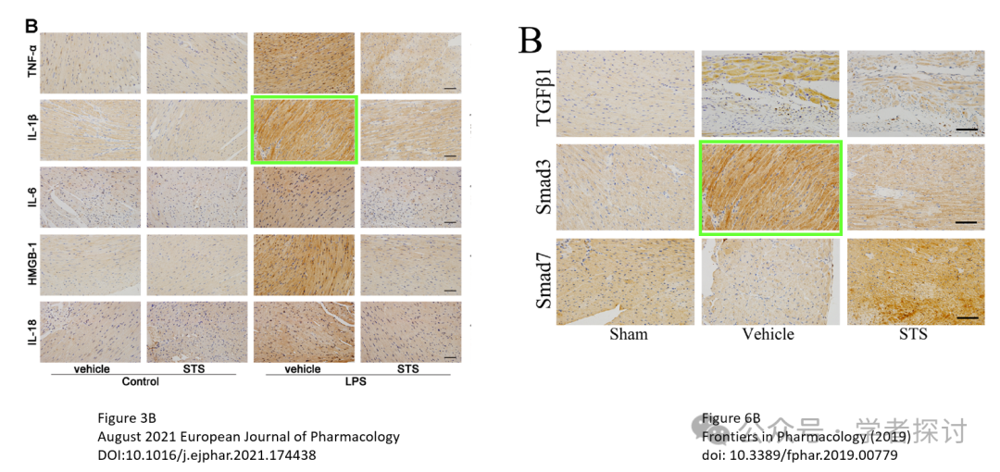 B
TNF-α
IL-1β
IL-6
HMGB-1
IL-18
vehicle STS vehicle STS
Control LPS
Figure 3B
August 2021 European Journal of Pharmacology
DOI:10.1016/j.ejphar.2021.174438
B
TGFβ1
Smad3
Smad7
Sham Vehicle STS
Figure 6B
Frontiers in Pharmacology (2019)
doi: 10.3389/fphar.2019.00779
公众号 · 学者探讨